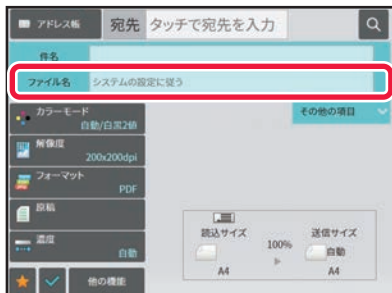 アドレス帳 宛先 タッチで宛先を入力
件名
ファイル名 システムの設定に従う
カラーモード
自動/白黒2値
その他の項目
解像度
200x200dpi
フォーマット
PDF
原稿
濃度
自動
読込サイズ 100% 送信サイズ
自動
A4 A4
他の機能